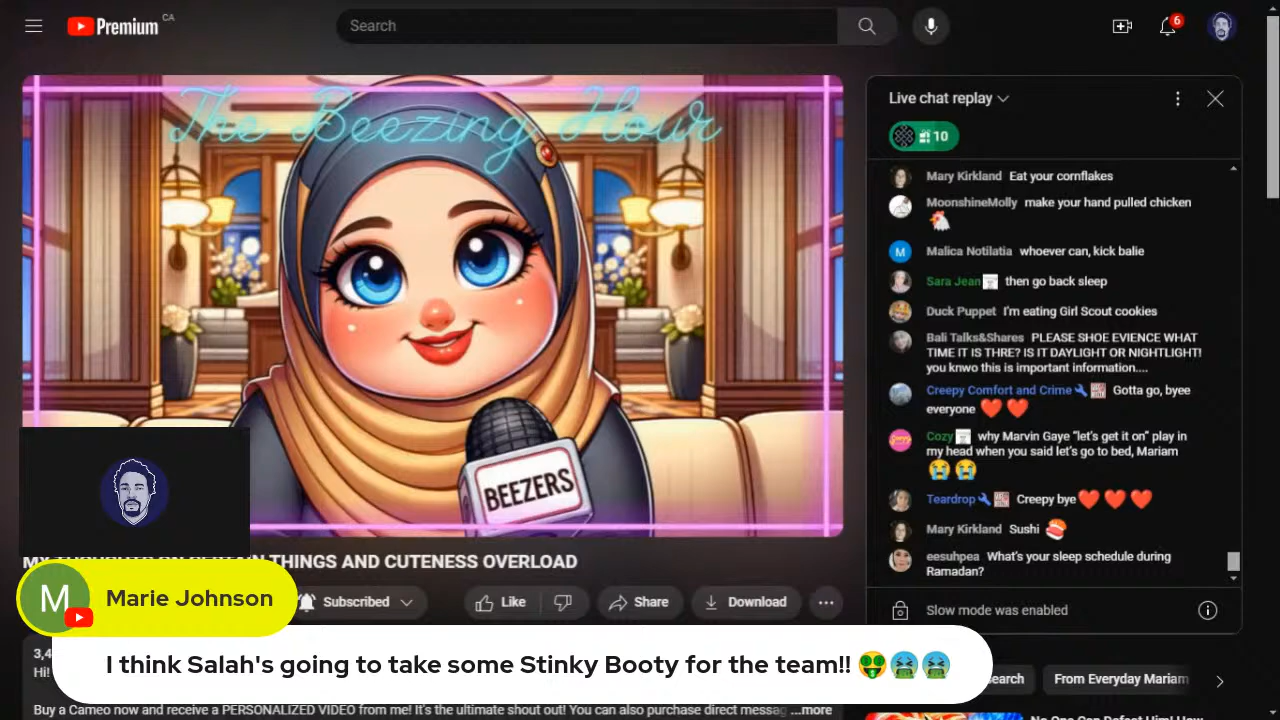 Premium CA
Search
6
The Beezing Hour
BEEZERS
Live chat replay
10
Mary Kirkland Eat your cornflakes
MoonshineMolly make your hand pulled chicken
M
Malica Notilatia whoever can, kick balie
Sara Jean then go back sleep
Duck Puppet I'm eating Girl Scout cookies
Bali Talks&Shares PLEASE SHOE EVIENCE WHAT
TIME IT IS THRE? IS IT DAYLIGHT OR NIGHTLIGHT!
you knwo this is important information....
Creepy Comfort and Crime Gotta go, byee
everyone
Cozy why Marvin Gaye “let's get it on” play in
my head when you said let's go to bed, Mariam
Teardrop Creepy bye
Mary Kirkland Sushi
eesuhpea What's your sleep schedule during
Ramadan?
Slow mode was enabled
THINGS AND CUTENESS OVERLOAD
Subscribed
Like
Share
Download
M Marie Johnson
I think Salah's going to take some Stinky Booty for the team!! 🤑🤮🤮
3,4
Hi!
earch
From Everyday Mariam
Buy a Cameo now and receive a PERSONALIZED VIDEO from me! It's the ultimate shout out! You can also purchase direct messag ...more
No One Can Defeat Him! How